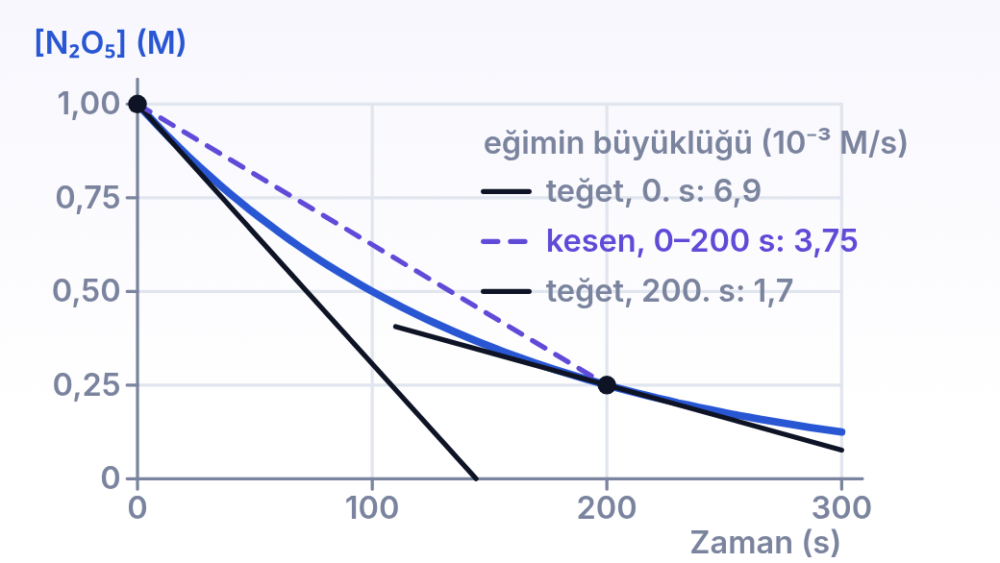 [N₂O₅] (M)
1,00
0,75
0,50
0,25
0
0
100
200
300
Zaman (s)
eğimin büyüklüğü (10⁻³ M/s)
teğet, 0. s: 6,9
kesen, 0–200 s: 3,75
teğet, 200. s: 1,7